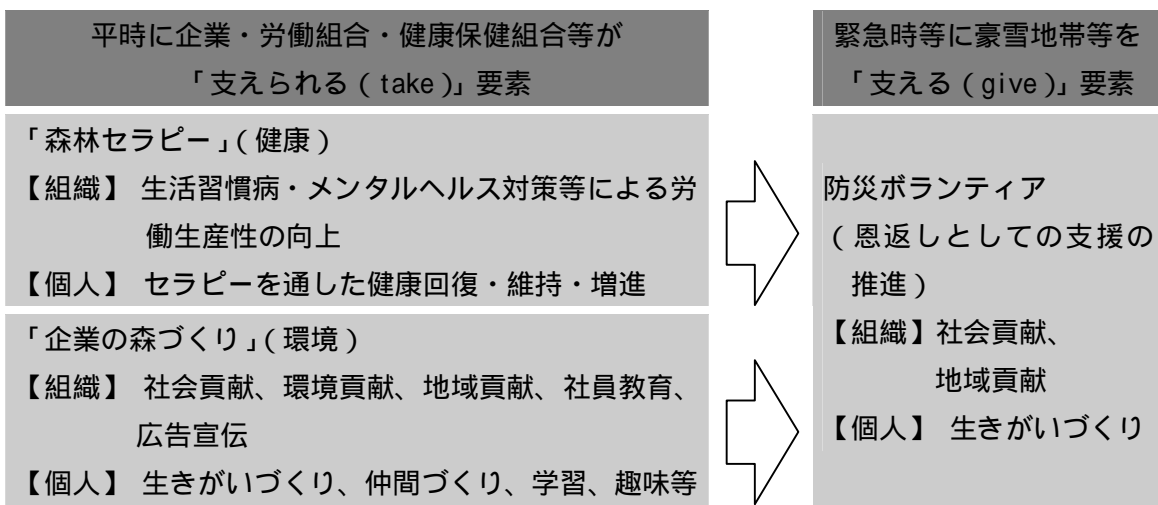 平時に企業・労働組合・健康保健組合等が
「支えられる(take)」要素
「森林セラピー」(健康)
【組織】 生活習慣病・メンタルヘルス対策等による労
働生産性の向上
【個人】 セラピーを通した健康回復・維持・増進
「企業の森づくり」(環境)
【組織】 社会貢献、環境貢献、地域貢献、社員教育、
広告宣伝
【個人】 生きがいづくり、仲間づくり、学習、趣味等
緊急時等に豪雪地帯等を
「支える(give)」要素
防災ボランティア
(恩返しとしての支援の
推進)
【組織】社会貢献、
地域貢献
【個人】 生きがいづくり